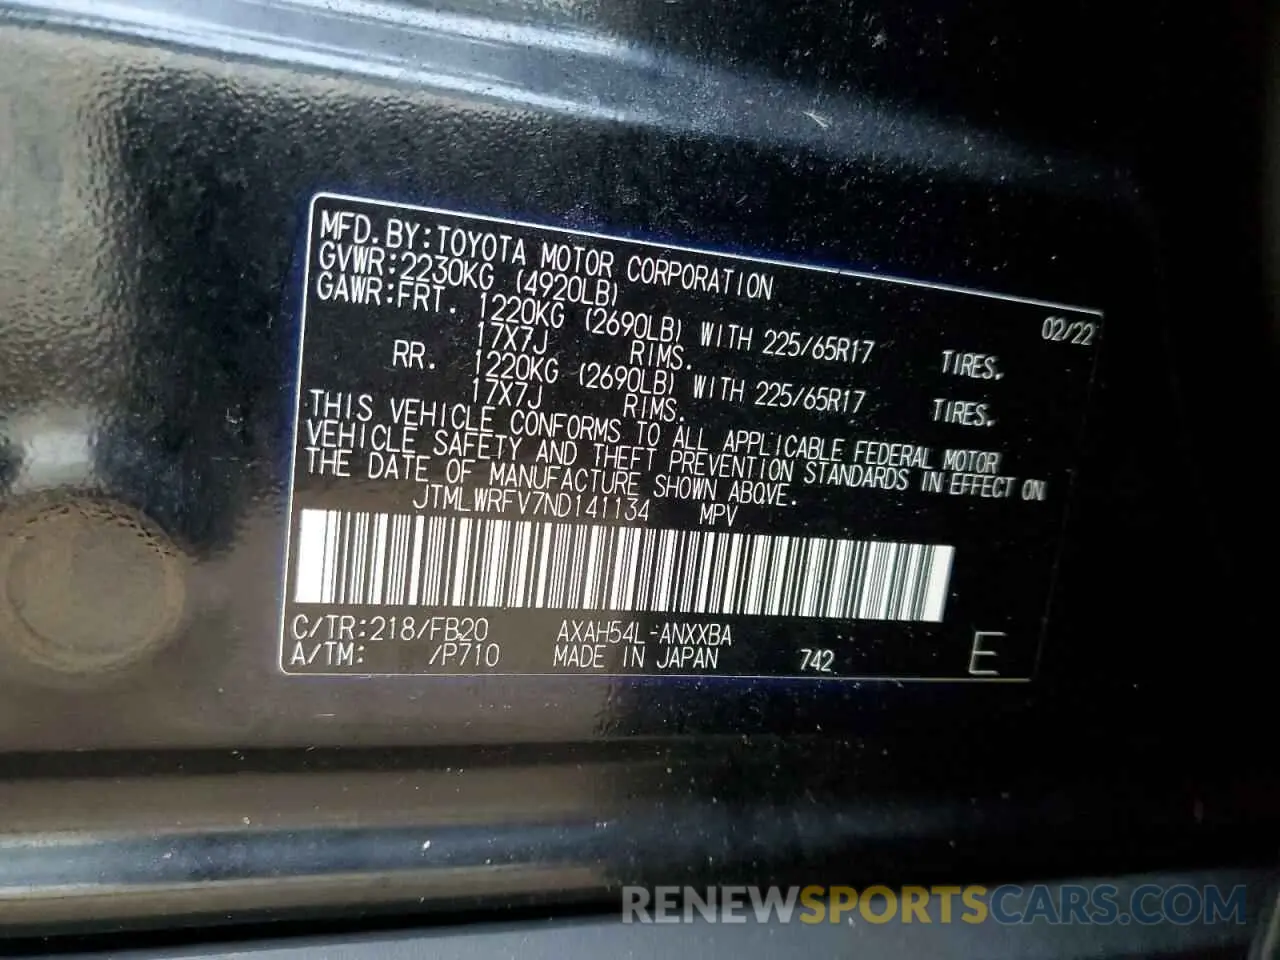 MFD.BY:TOYOTA MOTOR CORPORATION 02/22
GVWR:2230KG (4920LB)
GAWR:FRT. 1220KG (2690LB) WITH 225/65R17 TIRES.
17X7J RIMS.
RR. 1220KG (2690LB) WITH 225/65R17 TIRES.
17X7J RIMS.
THIS VEHICLE CONFORMS TO ALL APPLICABLE FEDERAL MOTOR
VEHICLE SAFETY AND THEFT PREVENTION STANDARDS IN EFFECT ON
THE DATE OF MANUFACTURE SHOWN ABOVE.
JTMLWRFV7ND141134 MPV
C/TR:218/FB20 AXAH54L-ANXXBA
A/TM: /P710 MADE IN JAPAN 742 E
RENEWSPORTSCARS.COM